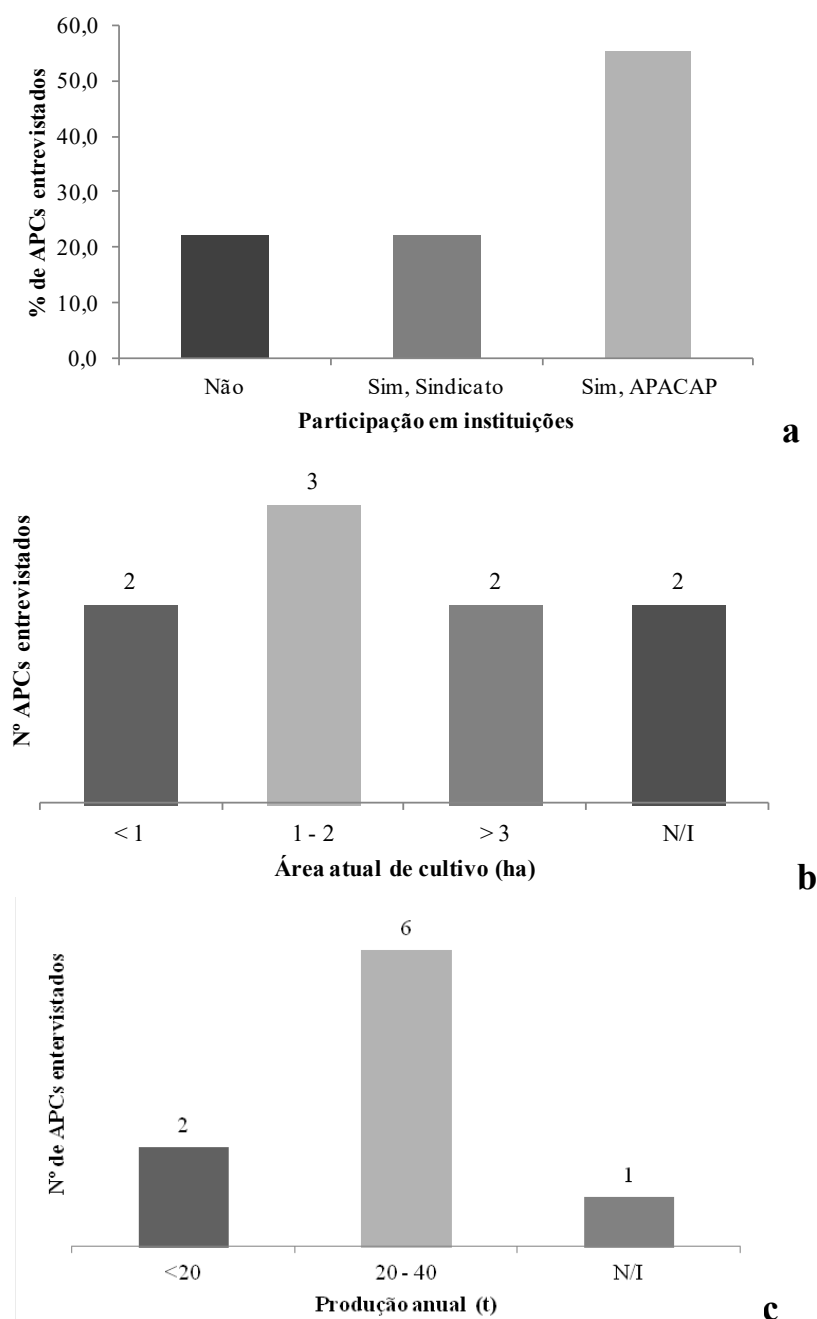 60,0
50,0
40,0
30,0
20,0
10,0
0,0
% de APCs entrevistados
Não Sim, Sindicato Sim, APACAP
Participação em instituições
a
3
2 2 2
Nº APCs entrevistados
< 1 1 - 2 > 3 N/I
Área atual de cultivo (ha)
b
6
2
1
Nº de APCs entervistados
<20 20 - 40 N/I
Produção anual (t)
c